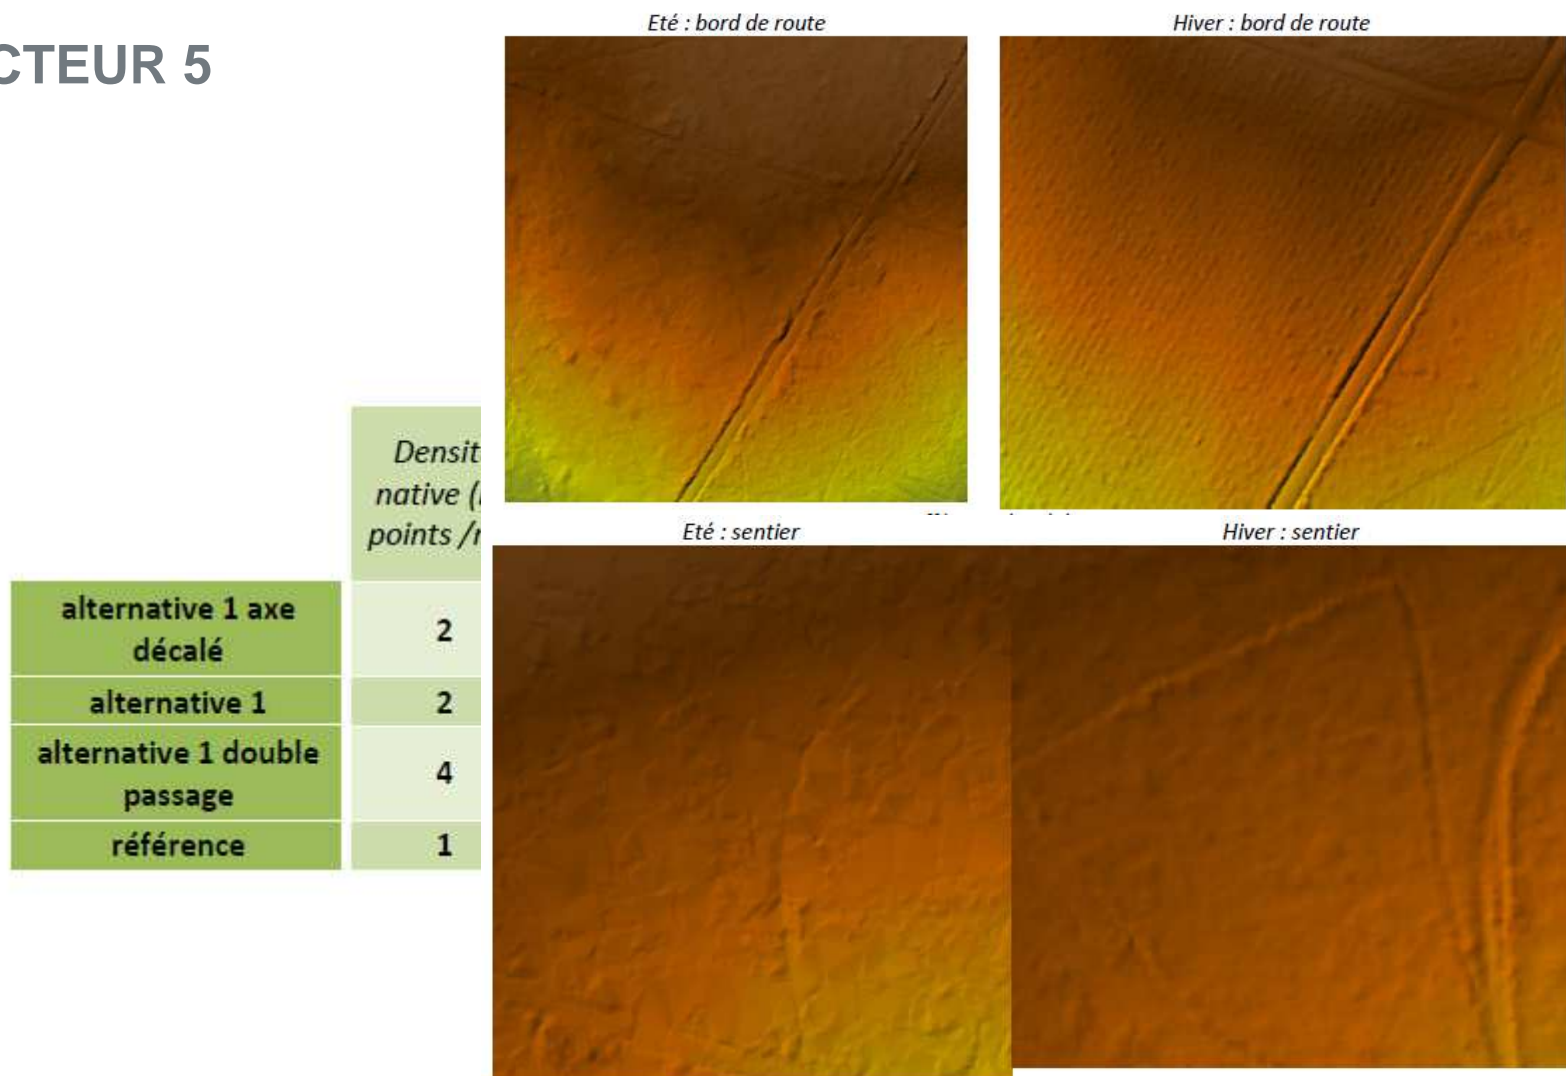 CTEUR 5
Eté : bord de route
Hiver : bord de route
Eté : sentier
Hiver : sentier
Densit
native (
points /
alternative 1 axe
décalé
2
alternative 1
2
alternative 1 double
passage
4
référence
1